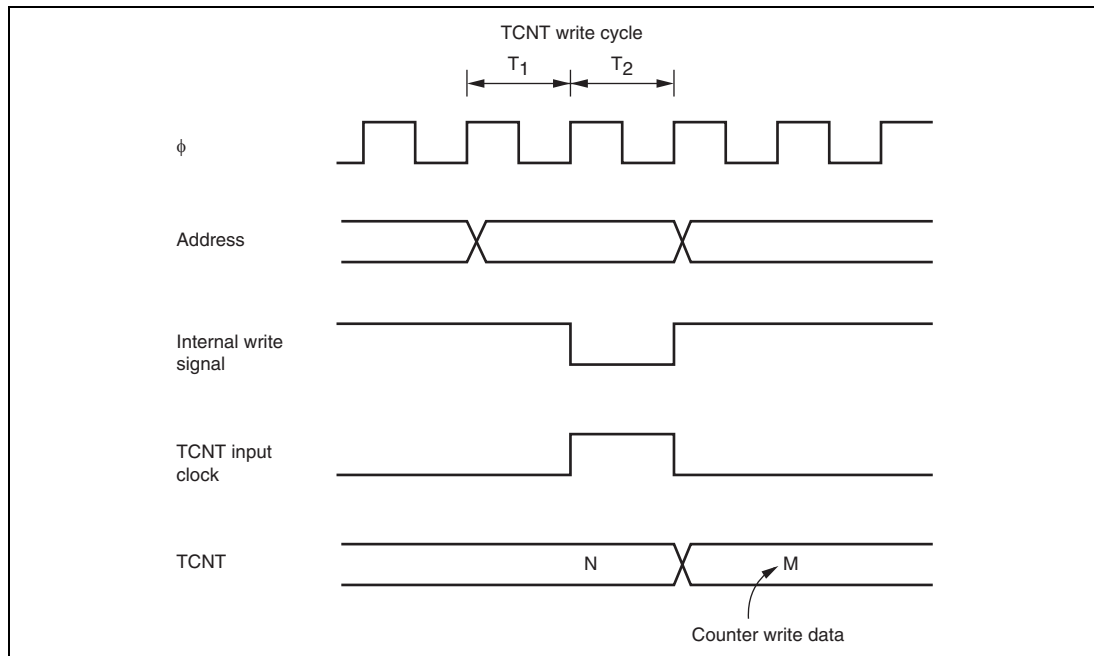 TCNT write cycle
T1 T2
ϕ
Address
Internal write
signal
TCNT input
clock
TCNT N M
Counter write data